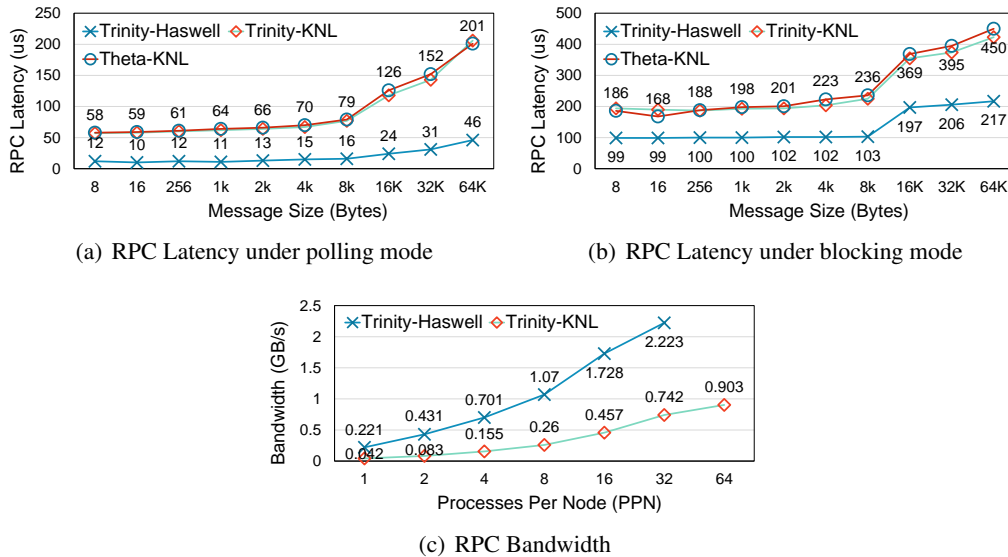 Trinity-Haswell Trinity-KNL
Theta-KNL
RPC Latency (us)
250
200
150
100
50
0
58 59 61 64 66 70 79 126 152 201
12 10 12 11 13 15 16 24 31 46
8 16 256 1k 2k 4k 8k 16K 32K 64K
Message Size (Bytes)
(a) RPC Latency under polling mode
Trinity-Haswell Trinity-KNL
Theta-KNL
RPC Latency (us)
500
400
300
200
100
0
186 168 188 198 201 223 236 369 395 450
99 99 100 100 102 102 103 197 206 217
8 16 256 1k 2k 4k 8k 16K 32K 64K
Message Size (Bytes)
(b) RPC Latency under blocking mode
Trinity-Haswell Trinity-KNL
Bandwidth (GB/s)
2.5
2
1.5
1
0.5
0
0.221 0.431 0.701 1.07 1.728 2.223
0.042 0.083 0.155 0.26 0.457 0.742 0.903
1 2 4 8 16 32 64
Processes Per Node (PPN)
(c) RPC Bandwidth